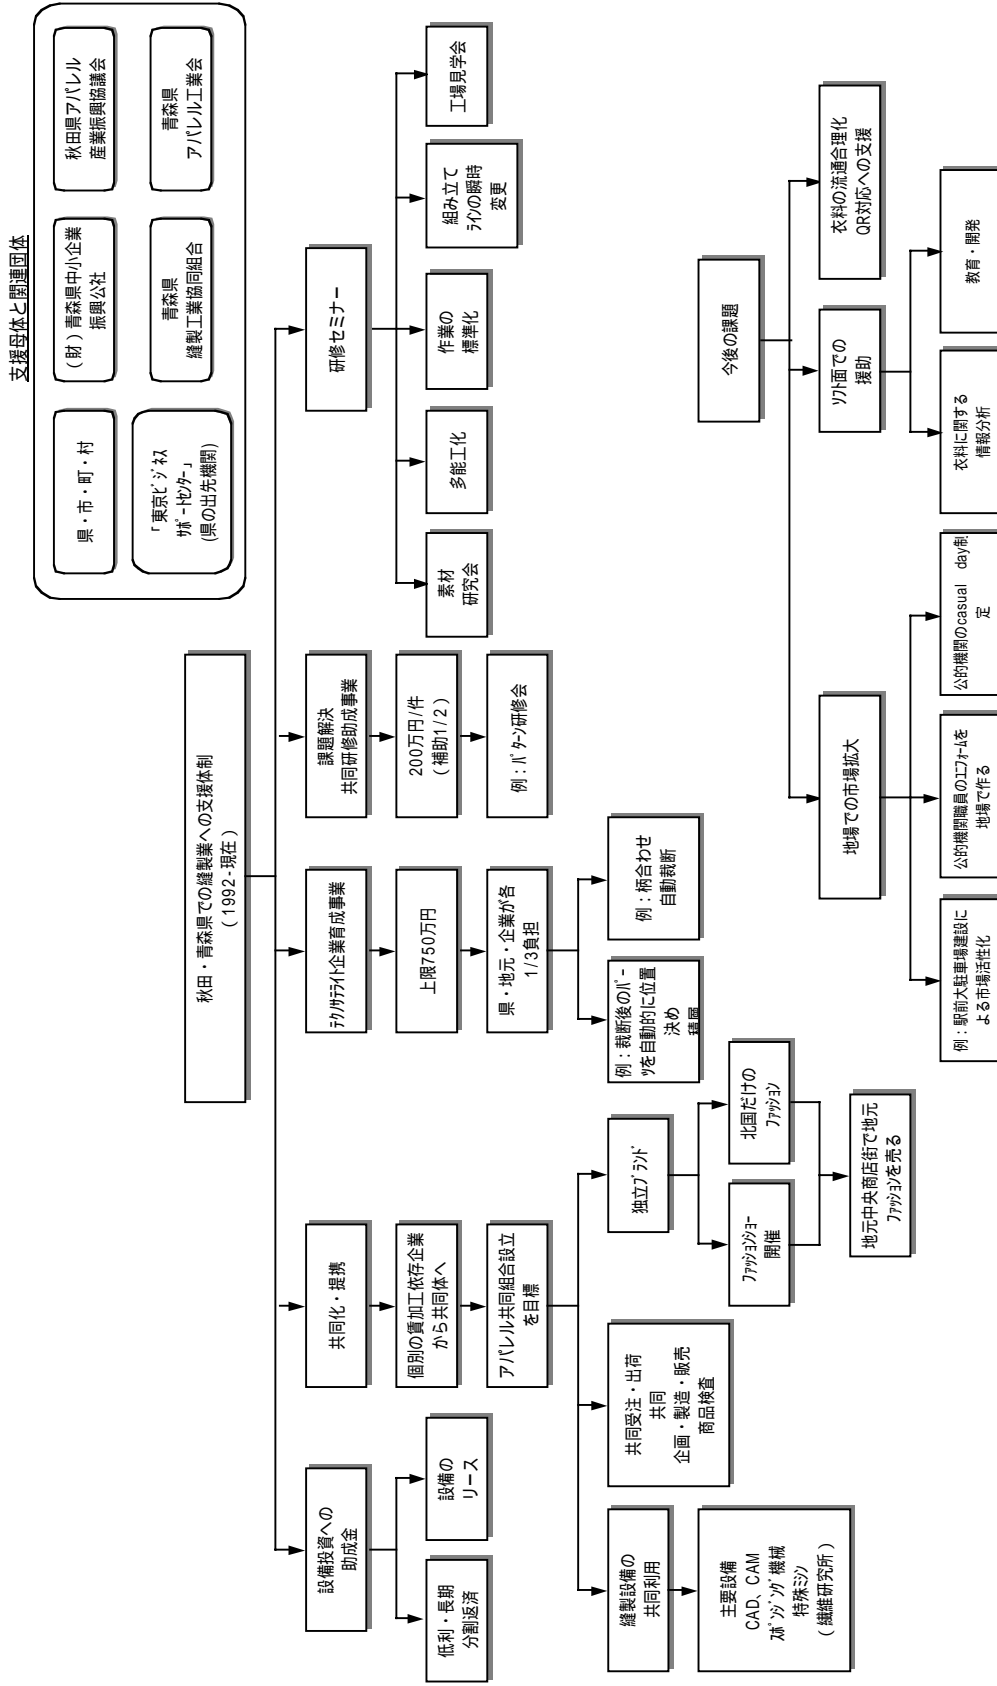 支援母体と関連団体
県・市・町・村
(財)青森県中小企業
振興公社
秋田県アパレル
産業振興協議会
「東京ﾋﾞｼﾞﾈｽ
ｻﾎﾟｰﾄｾﾝﾀｰ」
(県の出先機関)
青森県
縫製工業協同組合
青森県
アパレル工業会
秋田・青森県での縫製業への支援体制
(1992-現在)
設備投資への
助成金
低利・長期
分割返済
設備の
リース
共同化・提携
個別の賃加工依存企業
から共同体へ
アパレル共同組合設立
を目標
縫製設備の
共同利用
主要設備
CAD、CAM
ｽﾎﾟﾝｼﾞﾝｸﾞ機械
特殊ﾐｼﾝ
(繊維研究所)
共同受注・出荷
共同
企画・製造・販売
商品検査
独立ﾌﾞﾗﾝﾄﾞ
ﾌｧｯｼｮﾝｼｮｰ
開催
北国だけの
ﾌｧｯｼｮﾝ
地元中央商店街で地元
ﾌｧｯｼｮﾝを売る
ﾃｸﾉｻﾃﾗｲﾄ企業育成事業
上限750万円
県・地元・企業が各
1/3負担
例：裁断後のﾊﾟｰ
ﾂを自動的に位置
決め
積層
例：柄合わせ
自動裁断
課題解決
共同研修助成事業
200万円/件
(補助1/2)
例：ﾊﾟﾀｰﾝ研修会
研修セミナー
素材
研究会
多能工化
作業の
標準化
組み立て
ﾗｲﾝの瞬時
変更
工場見学会
今後の課題
地場での市場拡大
例：駅前大駐車場建設に
よる市場活性化
公的機関職員のﾕﾆﾌｫｰﾑを
地場で作る
公的機関のcasual day制
定
ｿﾌﾄ面での
援助
衣料に関する
情報分析
教育・開発
衣料の流通合理化
QR対応への支援